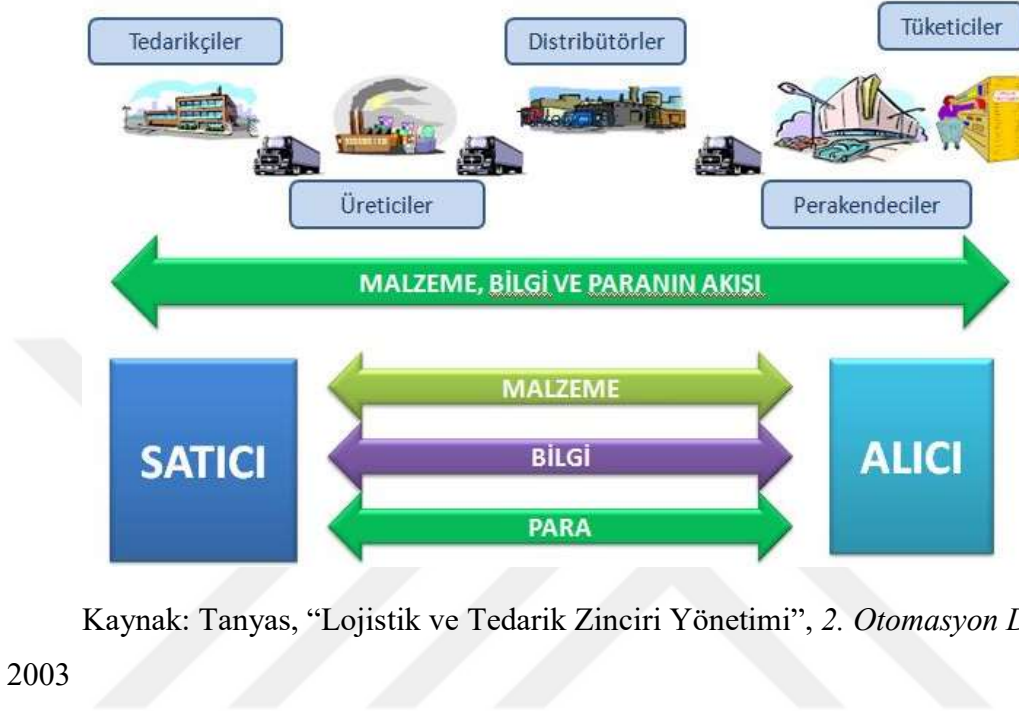 Tedarikçiler
Distribütörler
Tüketiciler
Üreticiler
Perakendeciler
MALZEME, BİLGİ VE PARANIN AKIŞI
SATICI
MALZEME
BİLGİ
PARA
ALICI
Kaynak: Tanyas, “Lojistik ve Tedarik Zinciri Yönetimi”, 2. Otomasyon
2003